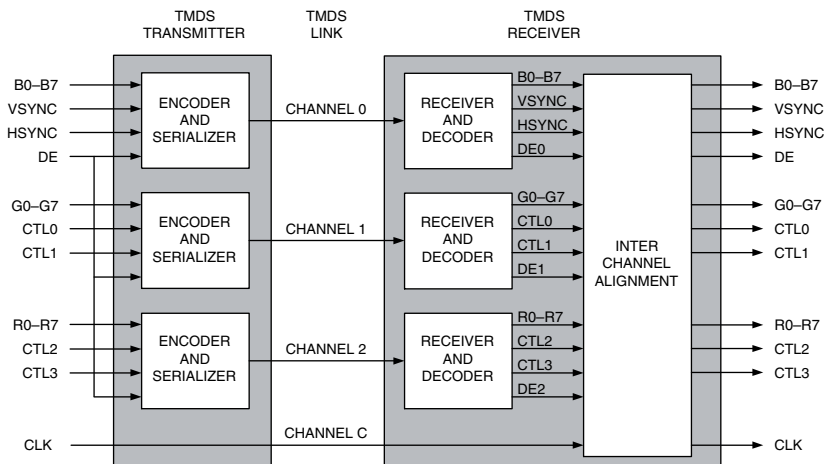 TMDS
TRANSMITTER
TMDS
LINK
TMDS
RECEIVER
B0–B7
VSYNC
HSYNC
DE
ENCODER
AND
SERIALIZER
CHANNEL 0
RECEIVER
AND
DECODER
B0–B7
VSYNC
HSYNC
DE0
B0–B7
VSYNC
HSYNC
DE
G0–G7
CTL0
CTL1
ENCODER
AND
SERIALIZER
CHANNEL 1
RECEIVER
AND
DECODER
G0–G7
CTL0
CTL1
DE1
INTER
CHANNEL
ALIGNMENT
G0–G7
CTL0
CTL1
R0–R7
CTL2
CTL3
ENCODER
AND
SERIALIZER
CHANNEL 2
RECEIVER
AND
DECODER
R0–R7
CTL2
CTL3
DE2
R0–R7
CTL2
CTL3
CLK
CHANNEL C
CLK